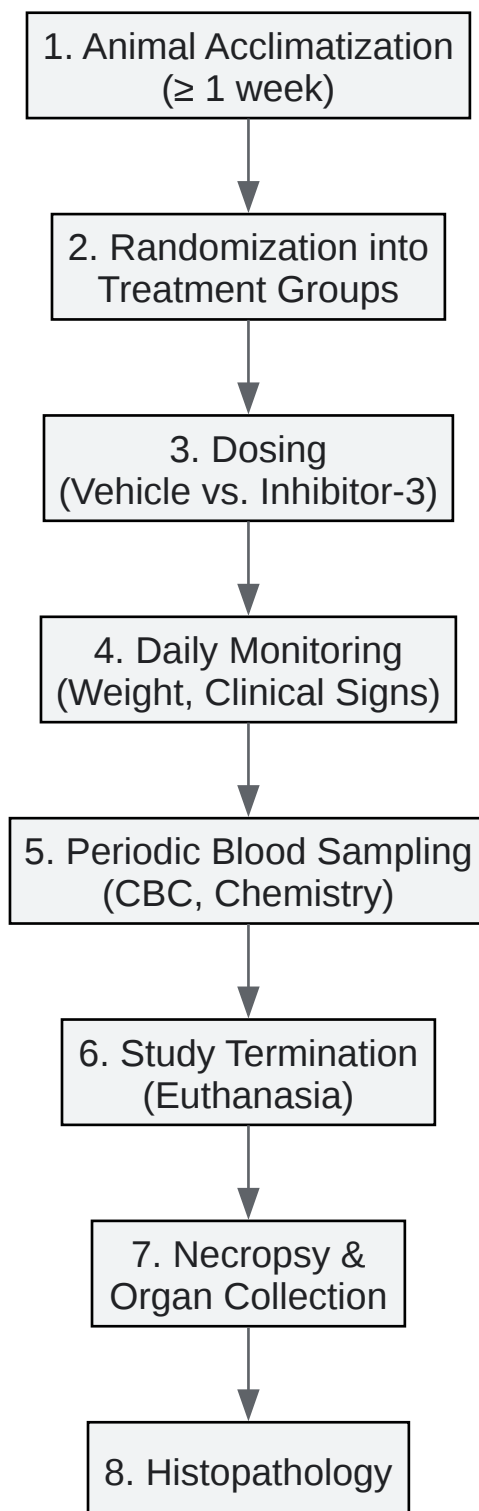 1. Animal Acclimatization
(≥ 1 week)
2. Randomization into
Treatment Groups
3. Dosing
(Vehicle vs. Inhibitor-3)
4. Daily Monitoring
(Weight, Clinical Signs)
5. Periodic Blood Sampling
(CBC, Chemistry)
6. Study Termination
(Euthanasia)
7. Necropsy &
Organ Collection
8. Histopathology